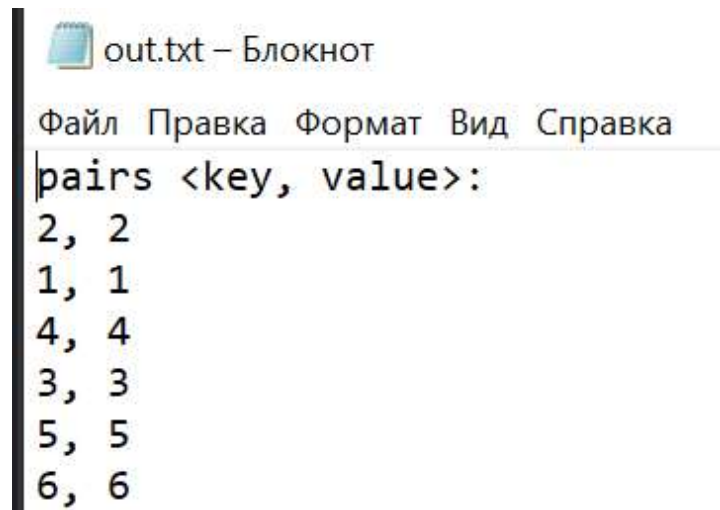 out.txt – Блокнот
Файл Правка Формат Вид Справка
pairs <key, value>:
2, 2
1, 1
4, 4
3, 3
5, 5
6, 6